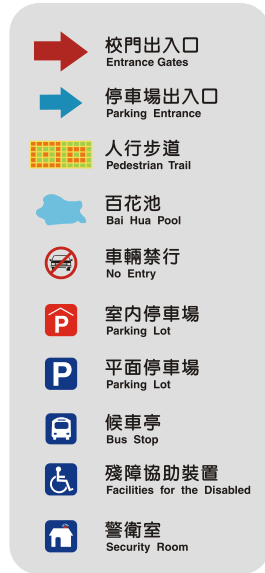 校門出入口
Entrance Gates
停車場出入口
Parking Entrance
人行步道
Pedestrian Trail
百花池
Bai Hua Pool
車輛禁行
No Entry
P
室內停車場
Parking Lot
P
平面停車場
Parking Lot
候車亭
Bus Stop
殘障協助裝置
Facilities for the Disabled
警衛室
Security Room